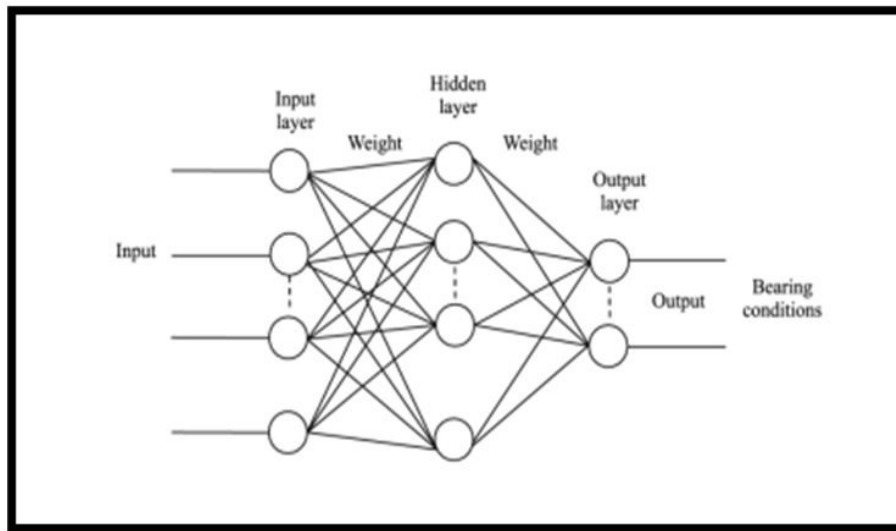 Hidden
layer
Input
layer
Weight
Weight
Output
layer
Input
Output
Bearing
conditions